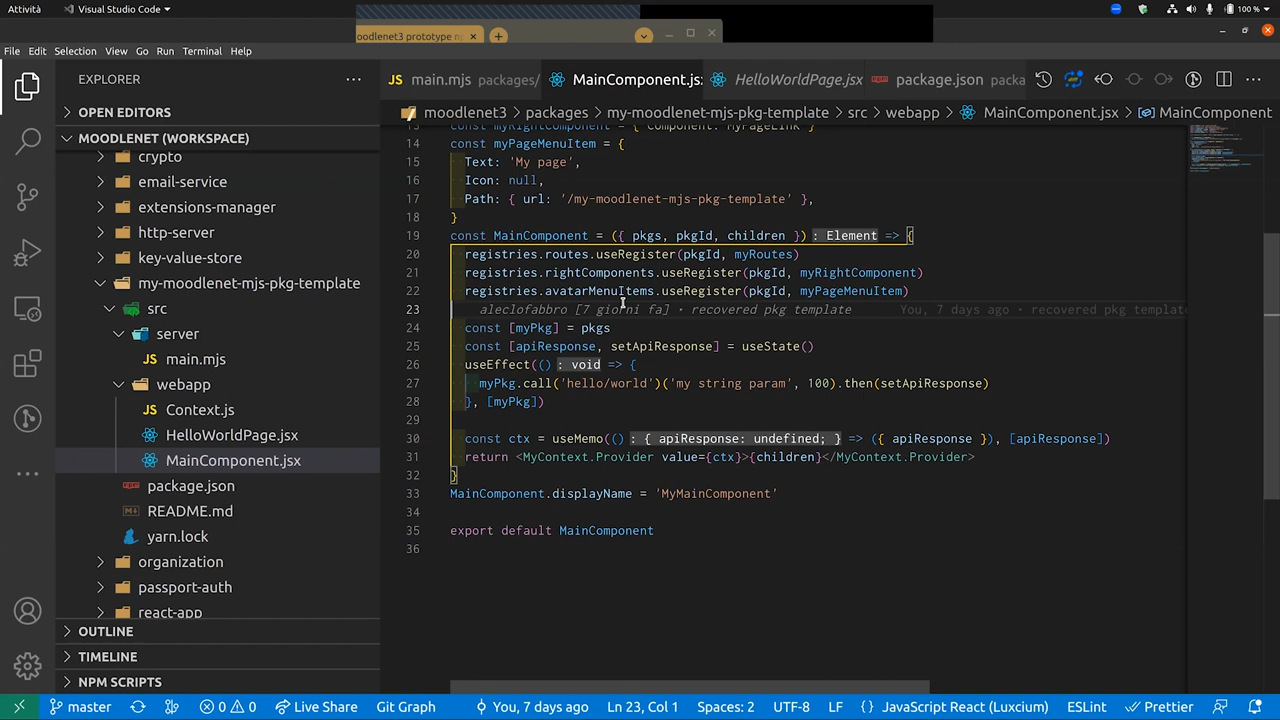 Attività
Visual Studio Code
100 %
oodlenet3 prototype n
File Edit Selection View Go Run Terminal Help
EXPLORER
main.mjs packages/
MainComponent.js
HelloWorldPage.jsx
package.json packa
OPEN EDITORS
moodlenet3 packages my-moodlenet-mjs-pkg-template src webapp MainComponent.jsx MainComponent
MOODLENET (WORKSPACE)
crypto
email-service
extensions-manager
http-server
key-value-store
my-moodlenet-mjs-pkg-template
src
server
main.mjs
webapp
Context.js
HelloWorldPage.jsx
MainComponent.jsx
package.json
README.md
yarn.lock
organization
passport-auth
react-app
OUTLINE
TIMELINE
NPM SCRIPTS
13 const myRightComponent = { Component: MyPageLink }
14 const myPageMenuItem = {
15 Text: 'My page',
16 Icon: null,
17 Path: { url: '/my-moodlenet-mjs-pkg-template' },
18 }
19 const MainComponent = ({ pkgs, pkgId, children }) : Element => {
20 registries.routes.useRegister(pkgId, myRoutes)
21 registries.rightComponents.useRegister(pkgId, myRightComponent)
22 registries.avatarMenuItems.useRegister(pkgId, myPageMenuItem)
23 aleclofabbro [7 giorni fa] • recovered pkg template You, 7 days ago • recovered pkg template
24 const [myPkg] = pkgs
25 const [apiResponse, setApiResponse] = useState()
26 useEffect(() : void => {
27 myPkg.call('hello/world')('my string param', 100).then(setApiResponse)
28 }, [myPkg])
29
30 const ctx = useMemo(() : { apiResponse: undefined; } => ({ apiResponse }), [apiResponse])
31 return <MyContext.Provider value={ctx}>{children}</MyContext.Provider>
32 }
33 MainComponent.displayName = 'MyMainComponent'
34
35 export default MainComponent
36
master 0 0 Live Share Git Graph You, 7 days ago Ln 23, Col 1 Spaces: 2 UTF-8 LF { } JavaScript React (Luxcium) ESLint Prettier